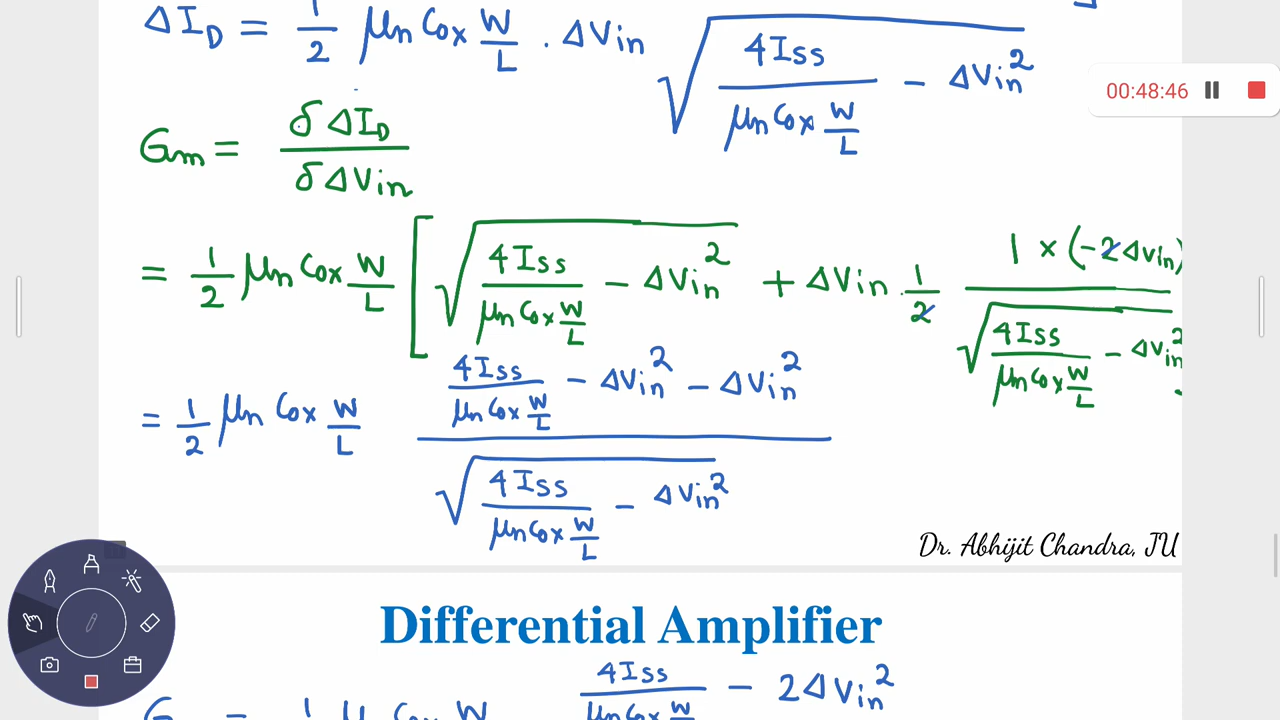 ΔI_D = 1/2 μn Cox W/L · ΔVin √(4Iss/(μn Cox W/L) − ΔVin²)
00:48:46
Gm = δΔI_D/δΔVin
= 1/2 μn Cox W/L [√(4Iss/(μn Cox W/L) − ΔVin²) + ΔVin · 1/2 1 × (−2ΔVin)/√(4Iss/(μn Cox W/L) − ΔVin²
= 1/2 μn Cox W/L (4Iss/(μn Cox W/L) − ΔVin² − ΔVin²)/√(4Iss/(μn Cox W/L) − ΔVin²)
Dr. Abhijit Chandra, JU
Differential Amplifier
= 1 μ Cox W 4Iss/(μn Cox W − 2ΔVin²